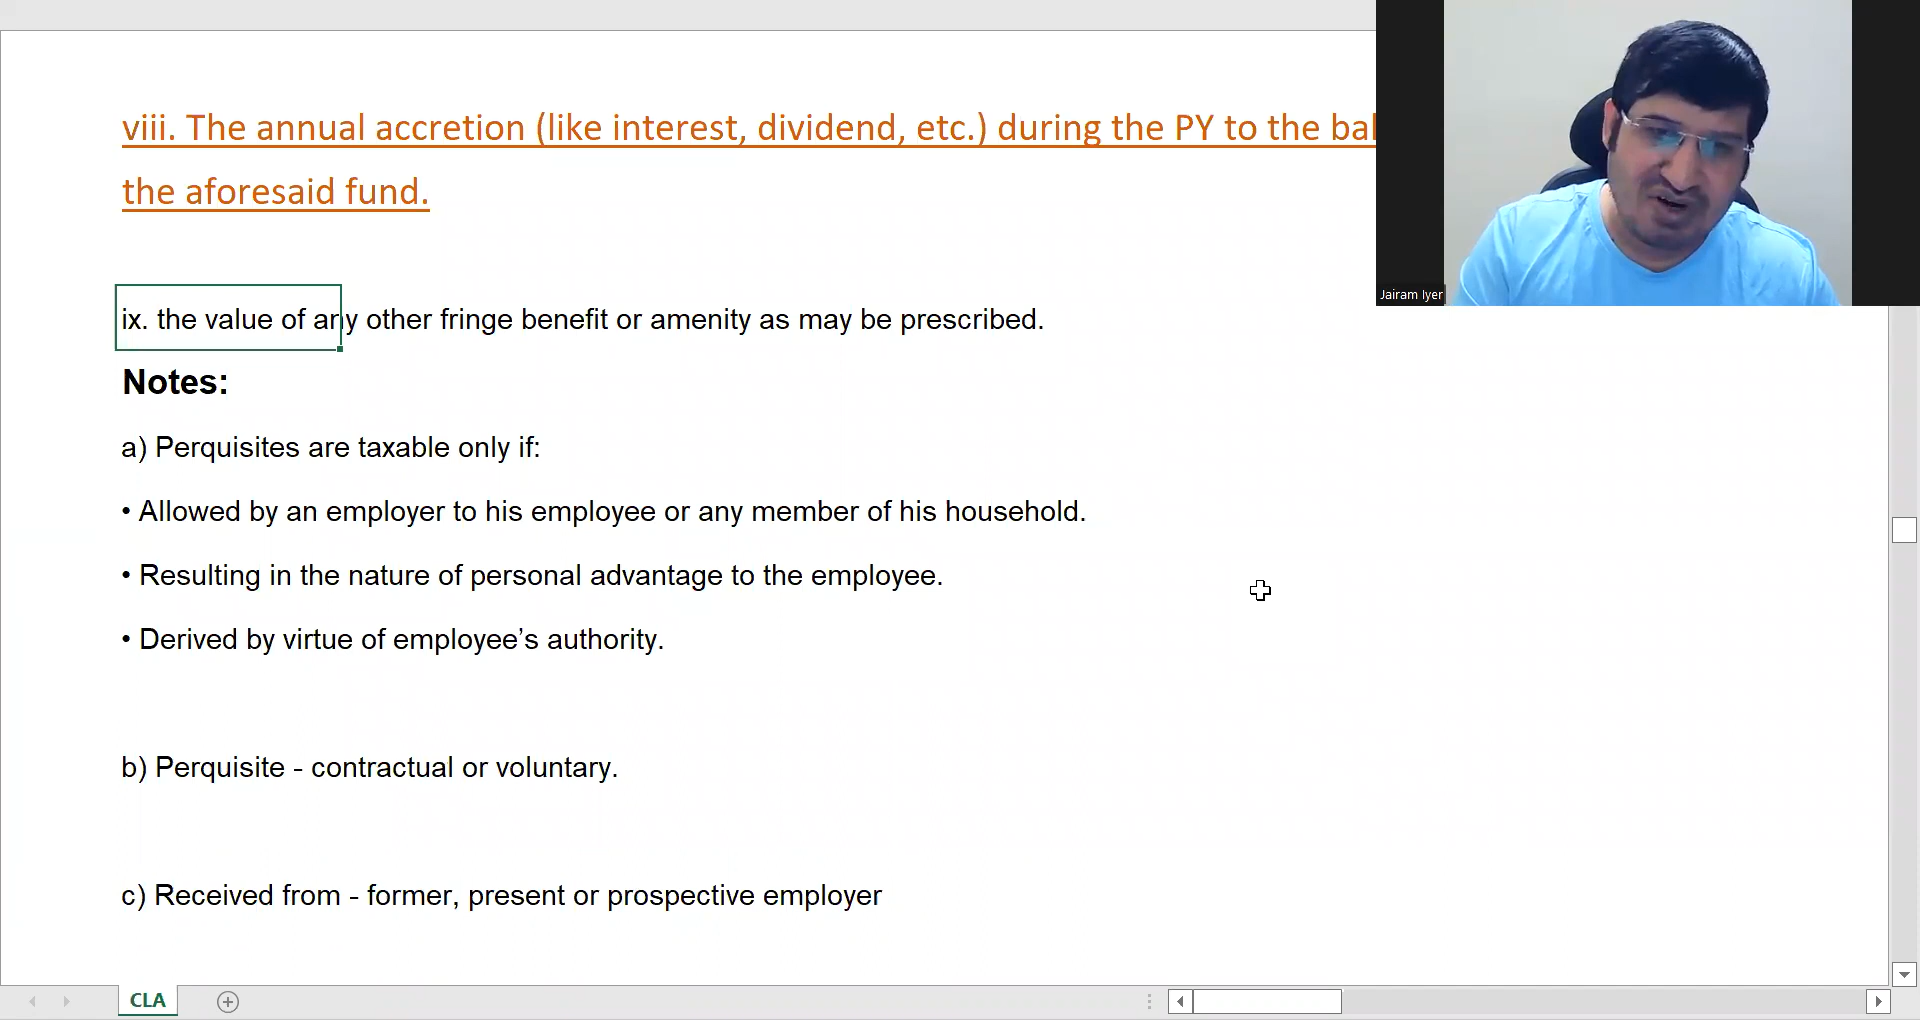 viii. The annual accretion (like interest, dividend, etc.) during the PY to the
the aforesaid fund.
ix. the value of any other fringe benefit or amenity as may be prescribed.
Notes:
a) Perquisites are taxable only if:
• Allowed by an employer to his employee or any member of his household.
• Resulting in the nature of personal advantage to the employee.
• Derived by virtue of employee’s authority.
b) Perquisite - contractual or voluntary.
c) Received from - former, present or prospective employer
Jairam Iyer
CLA